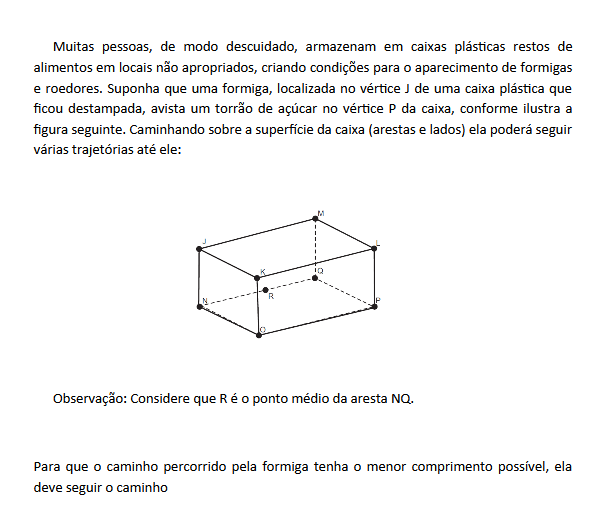 Muitas pessoas, de modo descuidado, armazenam em caixas plásticas restos de
alimentos em locais não apropriados, criando condições para o aparecimento de formigas
e roedores. Suponha que uma formiga, localizada no vértice J de uma caixa plástica que
ficou destampada, avista um torrão de açúcar no vértice P da caixa, conforme ilustra a
figura seguinte. Caminhando sobre a superfície da caixa (arestas e lados) ela poderá seguir
várias trajetórias até ele:
M
J
L
K
Q
R
N
P
O
Observação: Considere que R é o ponto médio da aresta NQ.
Para que o caminho percorrido pela formiga tenha o menor comprimento possível, ela
deve seguir o caminho